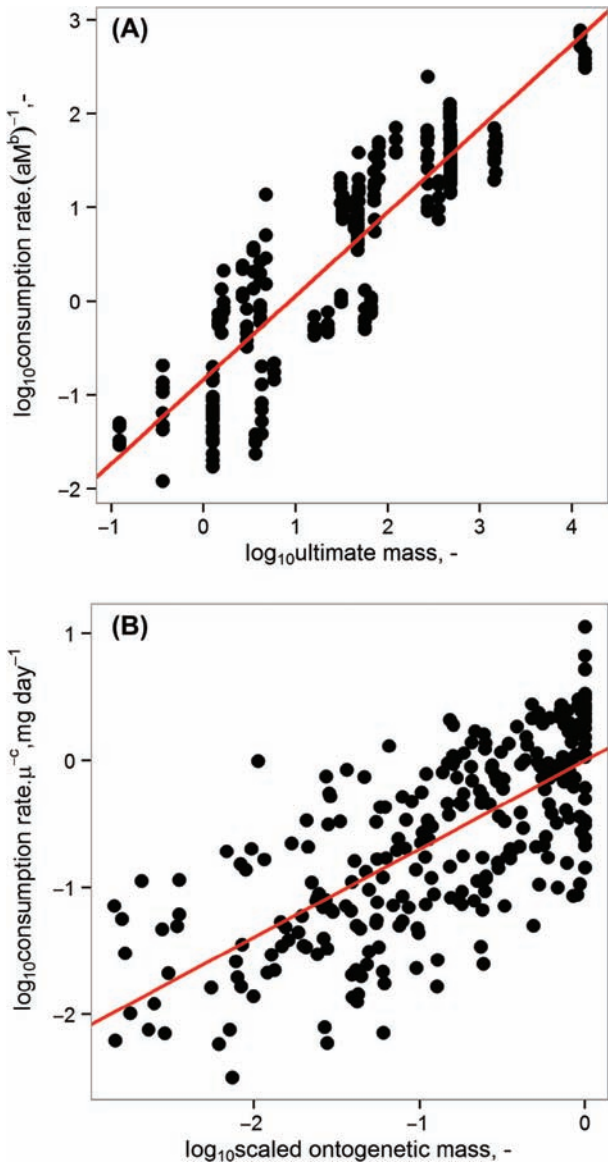 (A)
log₁₀consumption rate.(aMᵇ)⁻¹,-
3
2
1
0
−1
−2
−1 0 1 2 3 4
log₁₀ultimate mass, -
(B)
log₁₀consumption rate.μ⁻ᶜ,mg day⁻¹
1
0
−1
−2
−2 −1 0
log₁₀scaled ontogenetic mass, -